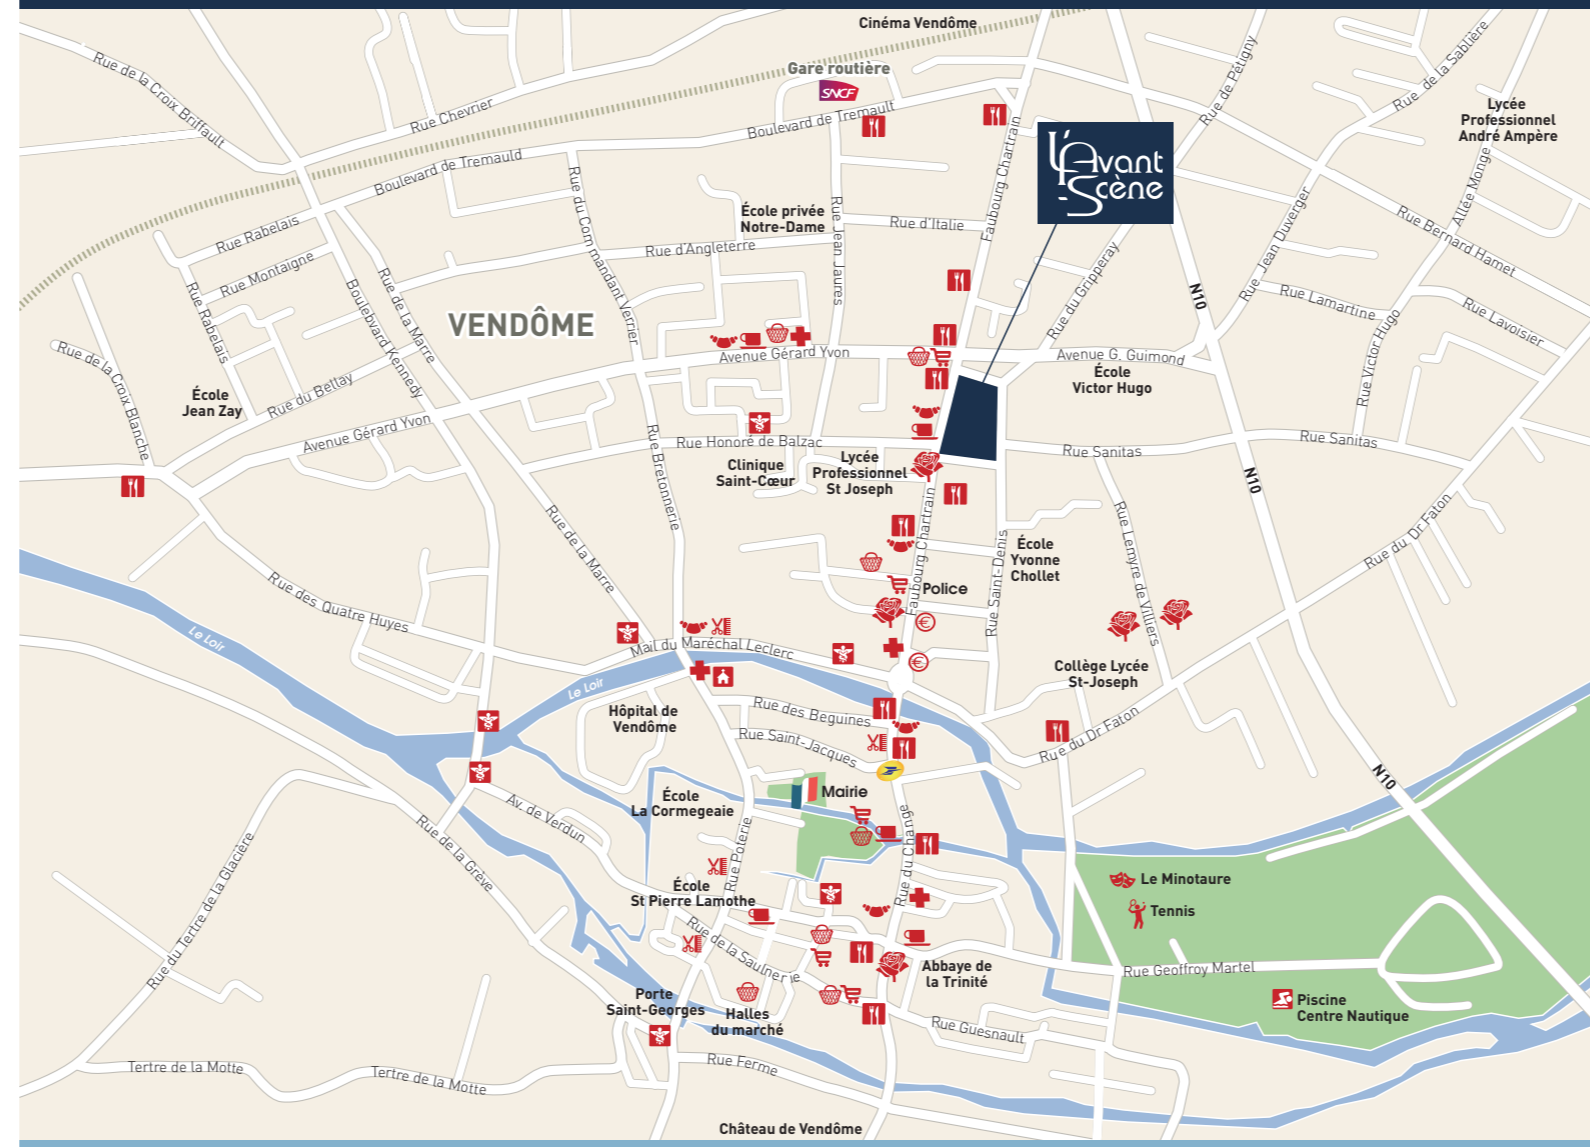 Cinéma Vendôme
Gare routière
SNCF
Rue de la Croix Briffault
Rue Chevrier
Boulevard de Tremault
Boulevard de Tremauld
Faubourg Chartrain
Rue de Pétigny
Rue de la Sablière
Lycée
Professionnel
André Ampère
L'Avant
Scène
Allée Monge
Rue Bernard Hamet
Rue Jean Duverger
Rue du Commandant Verrier
École privée
Notre-Dame
Rue Jean Jaures
Rue d'Italie
Rue d'Angleterre
Rue Rabelais
Rue Montaigne
Rue Rabelais
Boulebvard Kennedy
Rue de la Marre
VENDÔME
Rue du Gripperay
N10
Rue Lamartine
Rue Lavoisier
Rue Victor Hugo
Rue de la Croix Blanche
École
Jean Zay
Rue du Bellay
Avenue Gérard Yvon
Avenue Gérard Yvon
Avenue G. Guimond
École
Victor Hugo
Rue Honoré de Balzac
Rue Bretonnerie
Clinique
Saint-Cœur
Lycée
Professionnel
St Joseph
Rue Sanitas
Rue Sanitas
N10
Rue de la Marre
Faubourg Chartrain
École
Yvonne
Chollet
Rue Saint-Denis
Rue Lemyre de Villiers
Rue du Dr Faton
Police
Rue des Quatre Huyes
Le Loir
Mail du Maréchal Leclerc
Le Loir
Collège Lycée
St-Joseph
Hôpital de
Vendôme
Rue des Beguines
Rue Saint-Jacques
Rue du Dr Faton
N10
Mairie
École
La Cormegeaie
Av. de Verdun
Rue de la Grève
Rue Poterie
Rue du Change
Rue du Tertre de la Glacière
École
St Pierre Lamothe
Le Minotaure
Tennis
Rue de la Saulnerie
Abbaye de
la Trinité
Rue Geoffroy Martel
Porte
Saint-Georges
Halles
du marché
Piscine
Centre Nautique
Rue Guesnault
Rue Ferme
Tertre de la Motte
Tertre de la Motte
Château de Vendôme